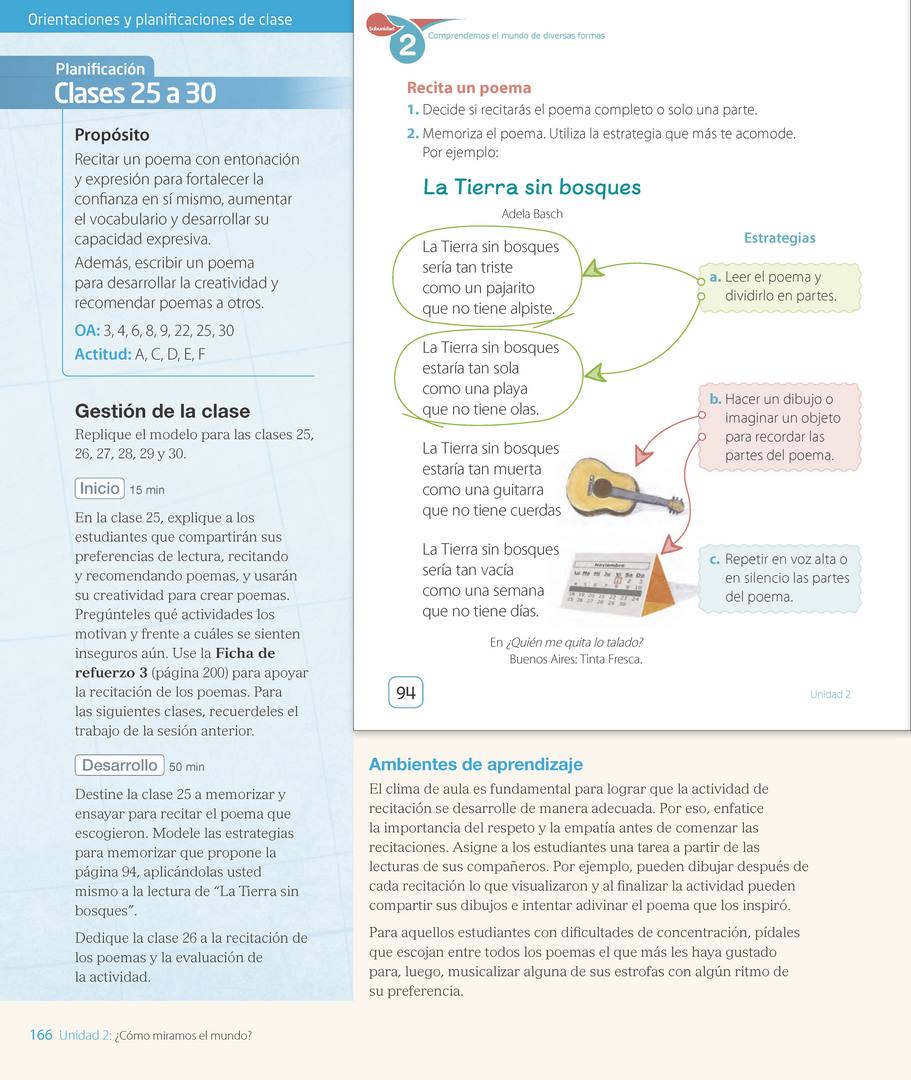 Orientaciones y planificaciones de clase
Planificación
Clases 25 a 30
Propósito
Recitar un poema con entonación
y expresión para fortalecer la
confianza en sí mismo, aumentar
el vocabulario y desarrollar su
capacidad expresiva.
Además, escribir un poema
para desarrollar la creatividad y
recomendar poemas a otros.
OA: 3, 4, 6, 8, 9, 22, 25, 30
Actitud: A, C, D, E, F
Gestión de la clase
Replique el modelo para las clases 25,
26, 27, 28, 29 y 30.
Inicio 15 min
En la clase 25, explique a los
estudiantes que compartirán sus
preferencias de lectura, recitando
y recomendando poemas, y usarán
su creatividad para crear poemas.
Pregúnteles qué actividades los
motivan y frente a cuáles se sienten
inseguros aún. Use la Ficha de
refuerzo 3 (página 200) para apoyar
la recitación de los poemas. Para
las siguientes clases, recuerdeles el
trabajo de la sesión anterior.
Desarrollo 50 min
Destine la clase 25 a memorizar y
ensayar para recitar el poema que
escogieron. Modele las estrategias
para memorizar que propone la
página 94, aplicándolas usted
mismo a la lectura de “La Tierra sin
bosques”.
Dedique la clase 26 a la recitación de
los poemas y la evaluación de
la actividad.
Subunidad
2
Comprendemos el mundo de diversas formas
Recita un poema
1. Decide si recitarás el poema completo o solo una parte.
2. Memoriza el poema. Utiliza la estrategia que más te acomode.
Por ejemplo:
La Tierra sin bosques
Adela Basch
La Tierra sin bosques
sería tan triste
como un pajarito
que no tiene alpiste.
La Tierra sin bosques
estaría tan sola
como una playa
que no tiene olas.
La Tierra sin bosques
estaría tan muerta
como una guitarra
que no tiene cuerdas
La Tierra sin bosques
sería tan vacía
como una semana
que no tiene días.
En ¿Quién me quita lo talado?
Buenos Aires: Tinta Fresca.
Estrategias
a. Leer el poema y
dividirlo en partes.
b. Hacer un dibujo o
imaginar un objeto
para recordar las
partes del poema.
c. Repetir en voz alta o
en silencio las partes
del poema.
Noviembre
Lu Ma Mi Ju Vi Sa Do
94
Unidad 2
Ambientes de aprendizaje
El clima de aula es fundamental para lograr que la actividad de
recitación se desarrolle de manera adecuada. Por eso, enfatice
la importancia del respeto y la empatía antes de comenzar las
recitaciones. Asigne a los estudiantes una tarea a partir de las
lecturas de sus compañeros. Por ejemplo, pueden dibujar después de
cada recitación lo que visualizaron y al finalizar la actividad pueden
compartir sus dibujos e intentar adivinar el poema que los inspiró.
Para aquellos estudiantes con dificultades de concentración, pídales
que escojan entre todos los poemas el que más les haya gustado
para, luego, musicalizar alguna de sus estrofas con algún ritmo de
su preferencia.
166 Unidad 2: ¿Cómo miramos el mundo?